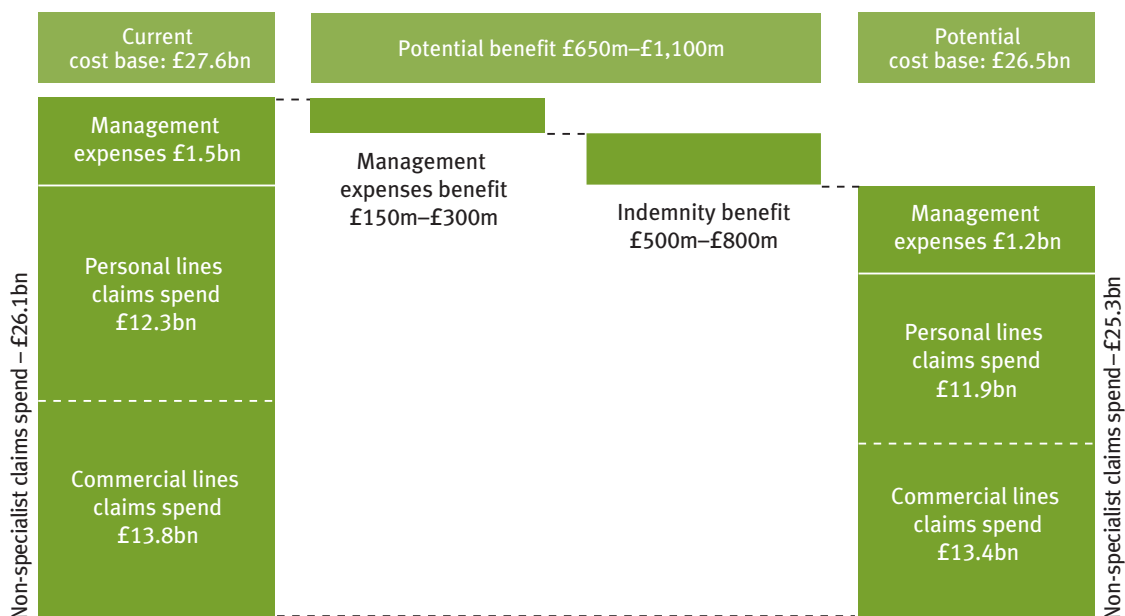 Current
cost base: £27.6bn
Potential benefit £650m–£1,100m
Potential
cost base: £26.5bn
Management
expenses £1.5bn
Personal lines
claims spend
£12.3bn
Commercial lines
claims spend
£13.8bn
Non-specialist claims spend – £26.1bn
Management
expenses benefit
£150m–£300m
Indemnity benefit
£500m–£800m
Management
expenses £1.2bn
Personal lines
claims spend
£11.9bn
Commercial lines
claims spend
£13.4bn
Non-specialist claims spend – £25.3bn